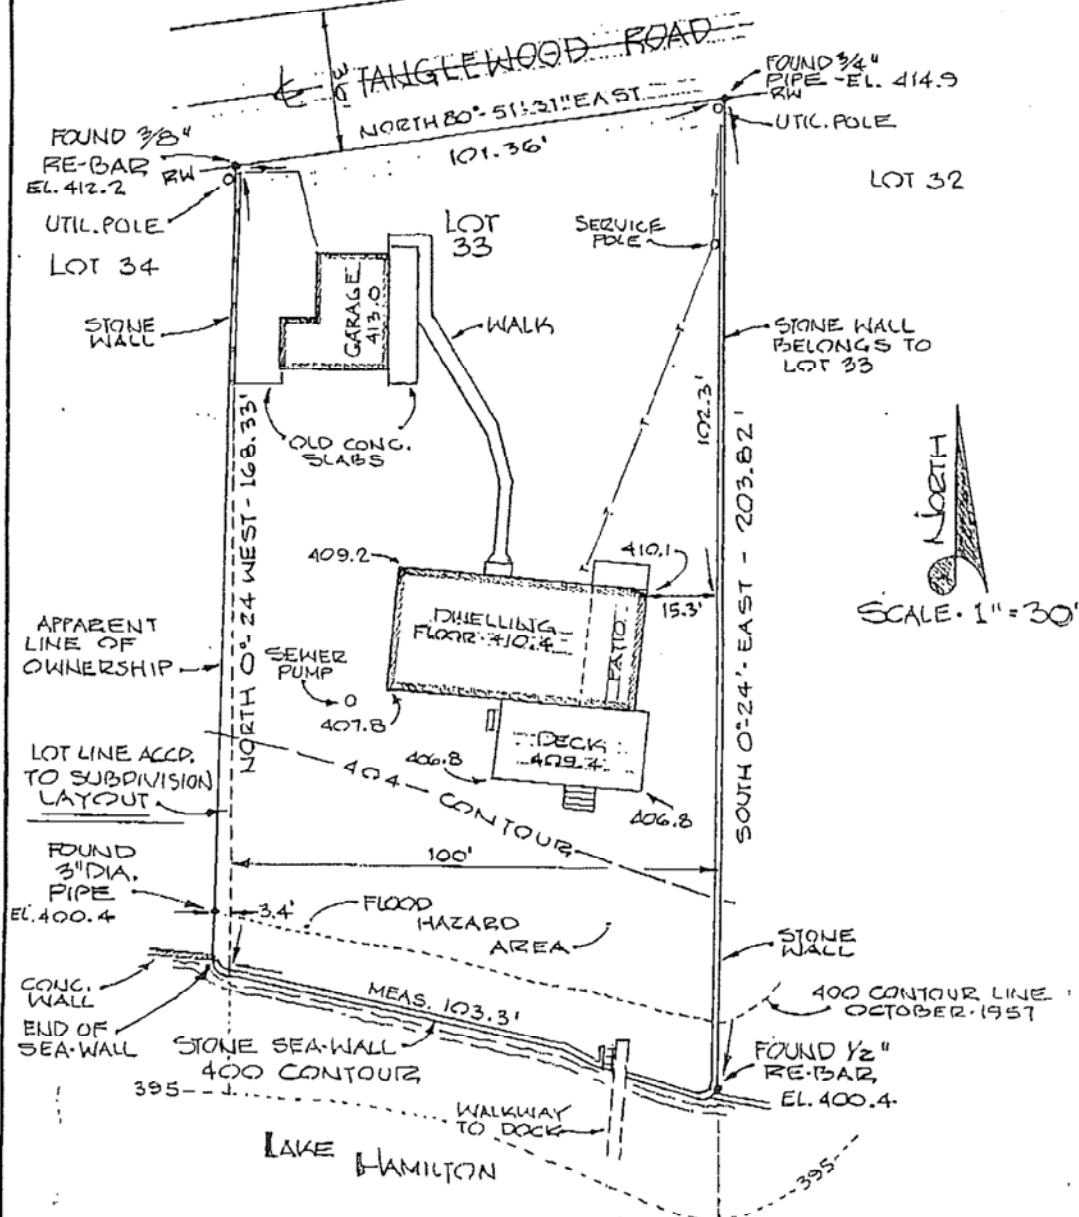 ℄ TANGLEWOOD ROAD
30'
NORTH 80°-51'-31" EAST
101.36'
FOUND 3/4"
PIPE - EL. 414.9
RW
UTIL. POLE
LOT 32
FOUND 3/8"
RE-BAR
EL. 412.2
RW
UTIL. POLE
LOT 34
LOT
33
SERVICE
POLE
STONE
WALL
GARAGE
413.0
WALK
STONE WALL
BELONGS TO
LOT 33
OLD CONC.
SLABS
102.3'
NORTH
SCALE · 1" = 30'
NORTH 0°-24 WEST - 168.33'
SOUTH 0°24' · EAST - 203.82'
409.2
410.1
15.3'
DWELLING
FLOOR · 410.4
PATIO
APPARENT
LINE OF
OWNERSHIP
SEWER
PUMP
407.8
DECK
409.7
406.8
406.8
404 - CONTOUR
LOT LINE ACCD.
TO SUBDIVISION
LAYOUT
100'
FOUND
3" DIA.
PIPE
EL. 400.4
3.4'
FLOOD
HAZARD
AREA
STONE
WALL
CONC.
WALL
END OF
SEA-WALL
MEAS. 103.3'
STONE SEA-WALL
400 CONTOUR
400 CONTOUR LINE
OCTOBER · 1957
FOUND 1/2"
RE-BAR
EL. 400.4
395
WALKWAY
TO DOCK
LAKE HAMILTON
395